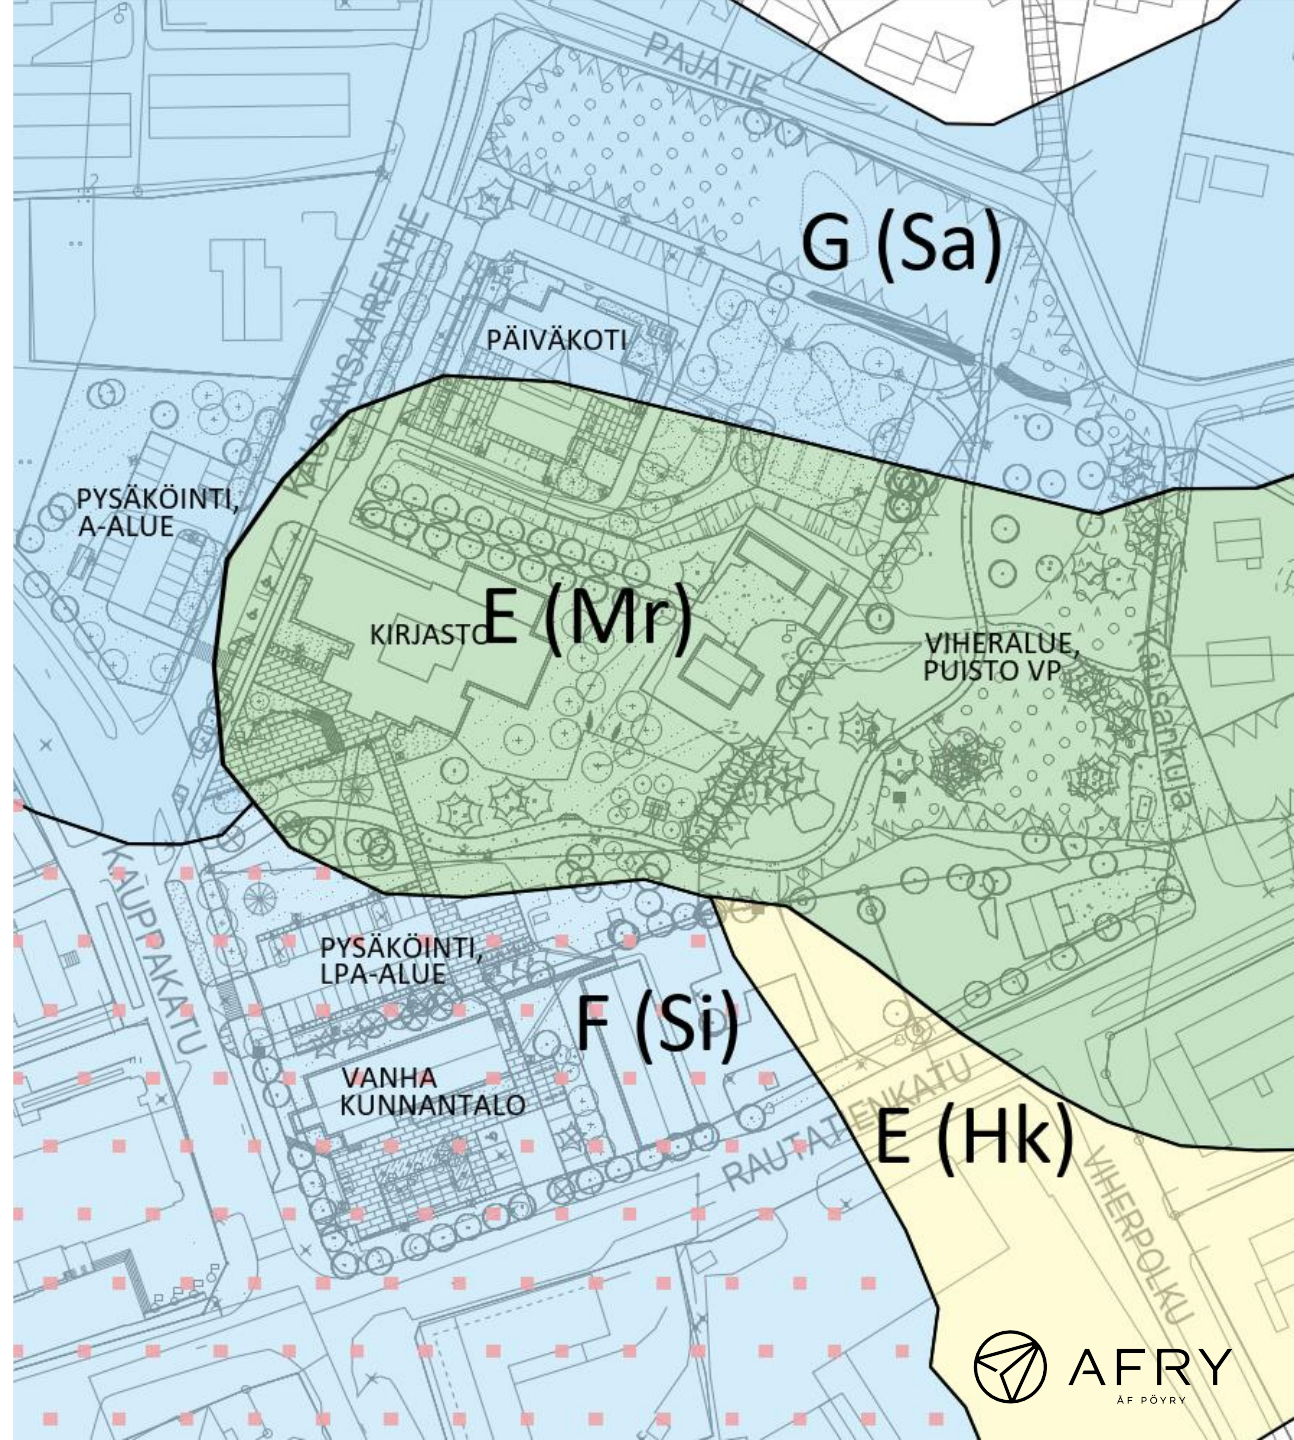 PAJATIE
G (Sa)
KAUSANSAARENTIE
PÄIVÄKOTI
PYSÄKÖINTI,
A-ALUE
KIRJASTO
E (Mr)
VIHERALUE,
PUISTO VP
Kausankuja
KAUPPAKATU
PYSÄKÖINTI,
LPA-ALUE
F (Si)
VANHA
KUNNANTALO
RAUTATIENKATU
E (Hk)
VIHERPOLKU
AFRY
ÅF PÖYRY